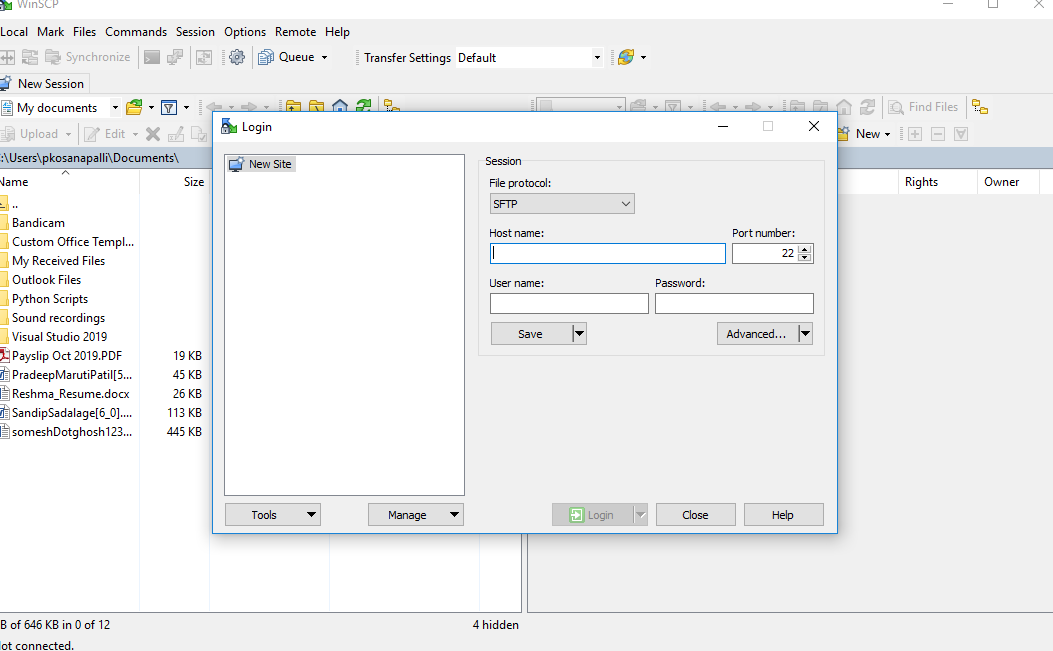 WinSCP
Local Mark Files Commands Session Options Remote Help
Synchronize Queue Transfer Settings Default
New Session
My documents Find Files
Upload Edit New
:\Users\pkosanapalli\Documents\
Name Size Rights Owner
..
Bandicam
Custom Office Templ...
My Received Files
Outlook Files
Python Scripts
Sound recordings
Visual Studio 2019
Payslip Oct 2019.PDF 19 KB
PradeepMarutiPatil[5... 45 KB
Reshma_Resume.docx 26 KB
SandipSadalage[6_0].... 113 KB
someshDotghosh123... 445 KB
Login
New Site
Session
File protocol:
SFTP
Host name: Port number:
22
User name: Password:
Save Advanced...
Tools Manage Login Close Help
B of 646 KB in 0 of 12 4 hidden
ot connected.